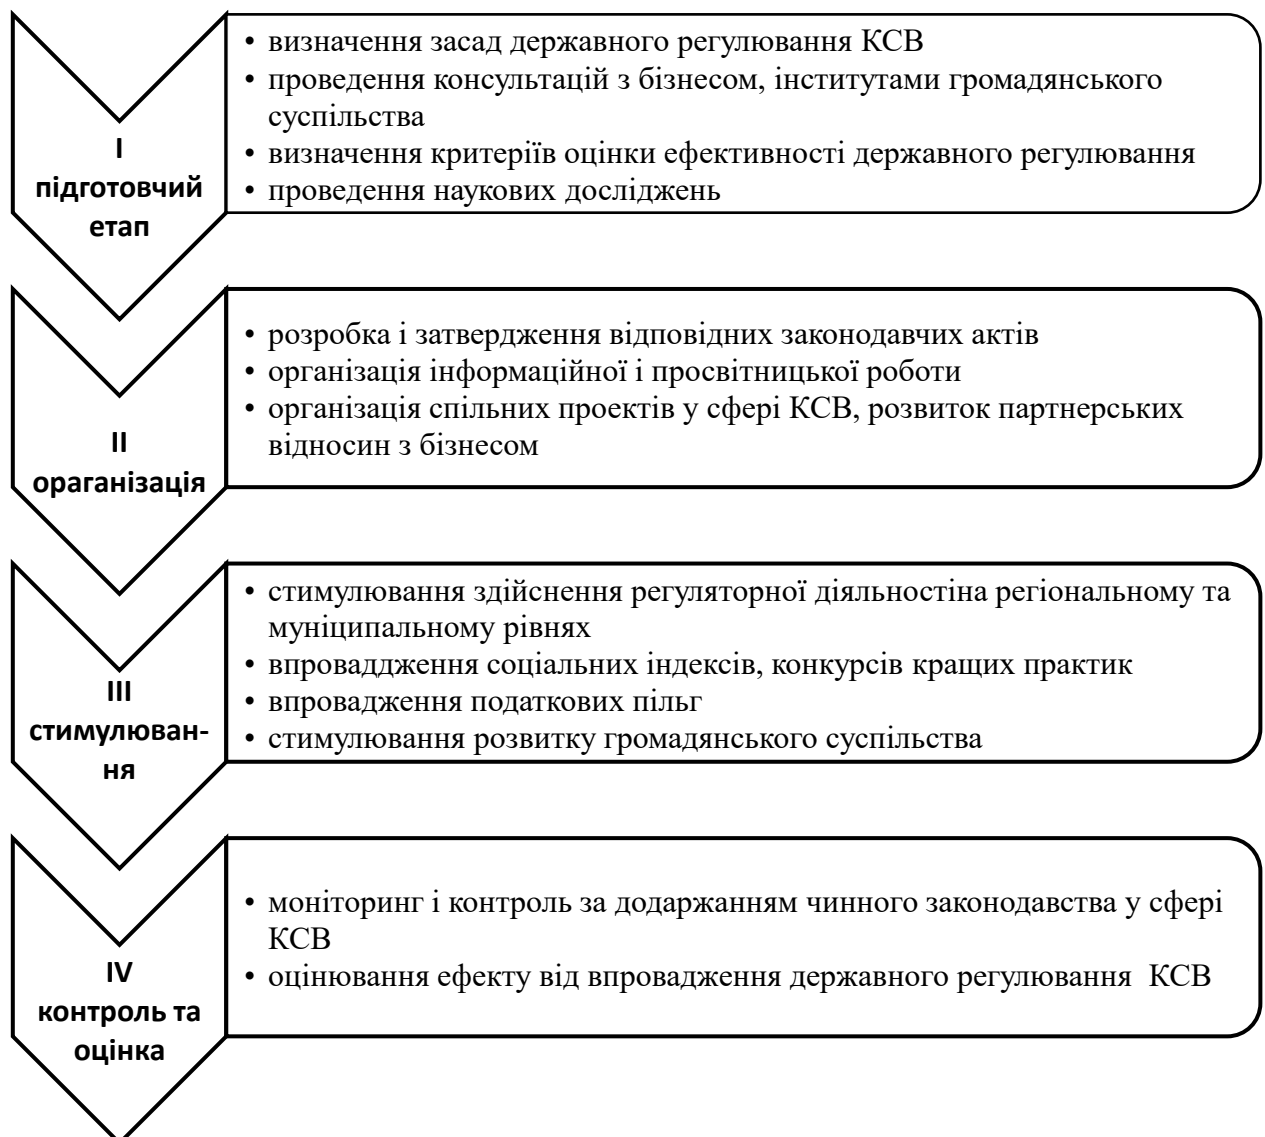 I
підготовчий
етап
• визначення засад державного регулювання КСВ
• проведення консультацій з бізнесом, інститутами громадянського
суспільства
• визначення критеріїв оцінки ефективності державного регулювання
• проведення наукових досліджень
II
ораганізація
• розробка і затвердження відповідних законодавчих актів
• організація інформаційної і просвітницької роботи
• організація спільних проектів у сфері КСВ, розвиток партнерських
відносин з бізнесом
III
стимулюван-
ня
• стимулювання здійснення регуляторної діяльностіна регіональному та
муніципальному рівнях
• впроваддження соціальних індексів, конкурсів кращих практик
• впровадження податкових пільг
• стимулювання розвитку громадянського суспільства
IV
контроль та
оцінка
• моніторинг і контроль за додаржанням чинного законодавства у сфері
КСВ
• оцінювання ефекту від впровадження державного регулювання  КСВ